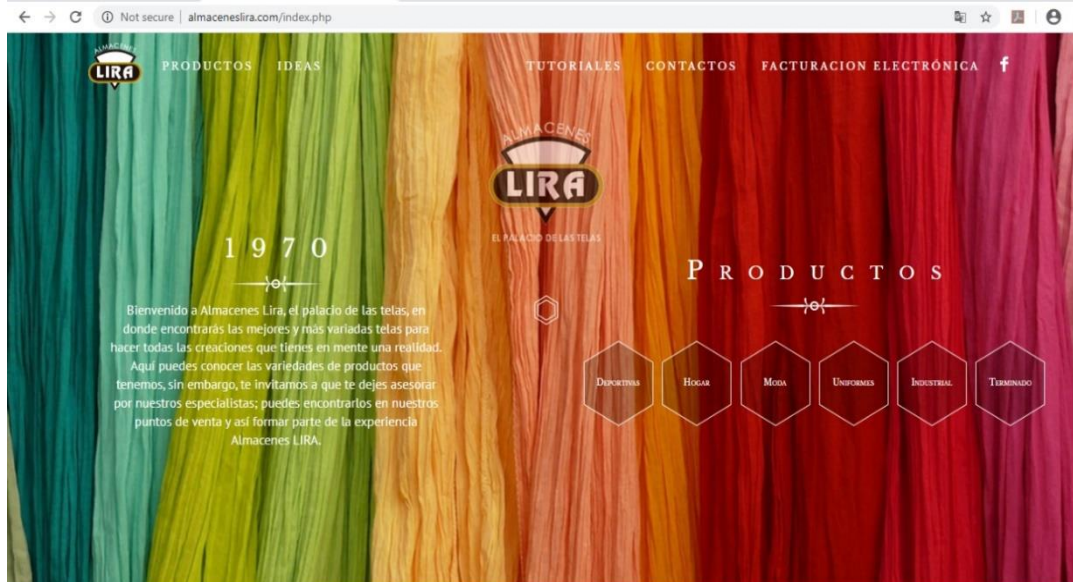 Not secure | almaceneslira.com/index.php
ALMACENES
LIRA
PRODUCTOS IDEAS
TUTORIALES CONTACTOS FACTURACION ELECTRÓNICA f
ALMACENES
LIRA
EL PALACIO DE LAS TELAS
1970
Bienvenido a Almacenes Lira, el palacio de las telas, en
donde encontrarás las mejores y más variadas telas para
hacer todas las creaciones que tienes en mente una realidad.
Aquí puedes conocer las variedades de productos que
tenemos, sin embargo, te invitamos a que te dejes asesorar
por nuestros especialistas; puedes encontrarlos en nuestros
puntos de venta y así formar parte de la experiencia
Almacenes LIRA.
PRODUCTOS
DEPORTIVAS HOGAR MODA UNIFORMES INDUSTRIAL TERMINADO